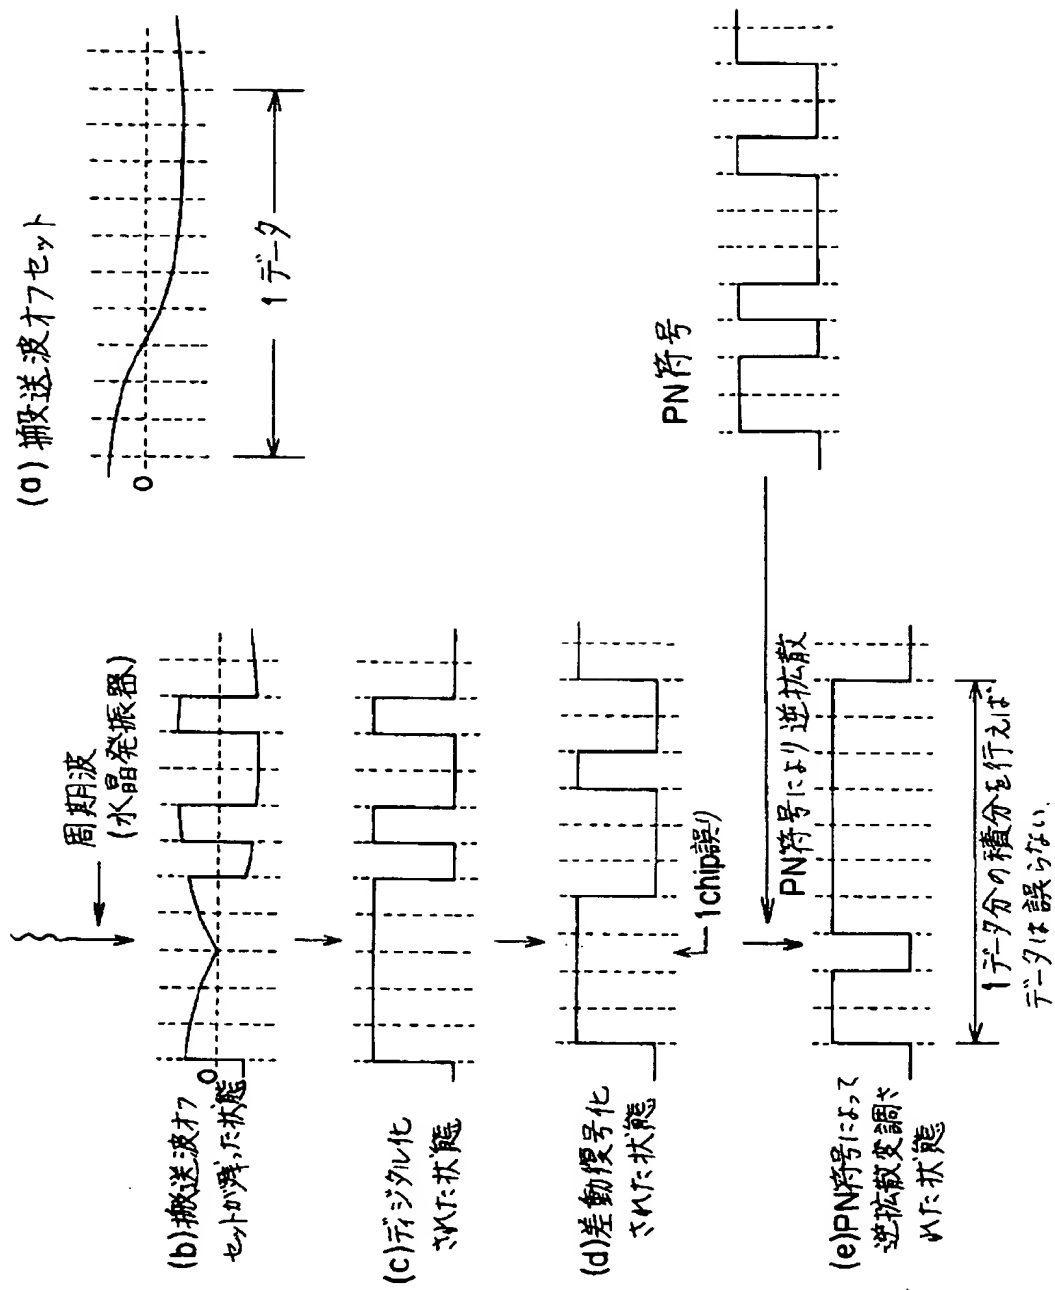 (a) 搬送波オフセット
0
1データ
周期波
(水晶発振器)
0
(b)搬送波オフ
セットが残った状態
(c)ディジタル化
された状態
(d)差動復号化
された状態
1chip誤り
PN符号
PN符号により逆拡散
(e)PN符号によって
逆拡散変調さ
れた状態
1データ分の積分を行えば
データは誤らない.